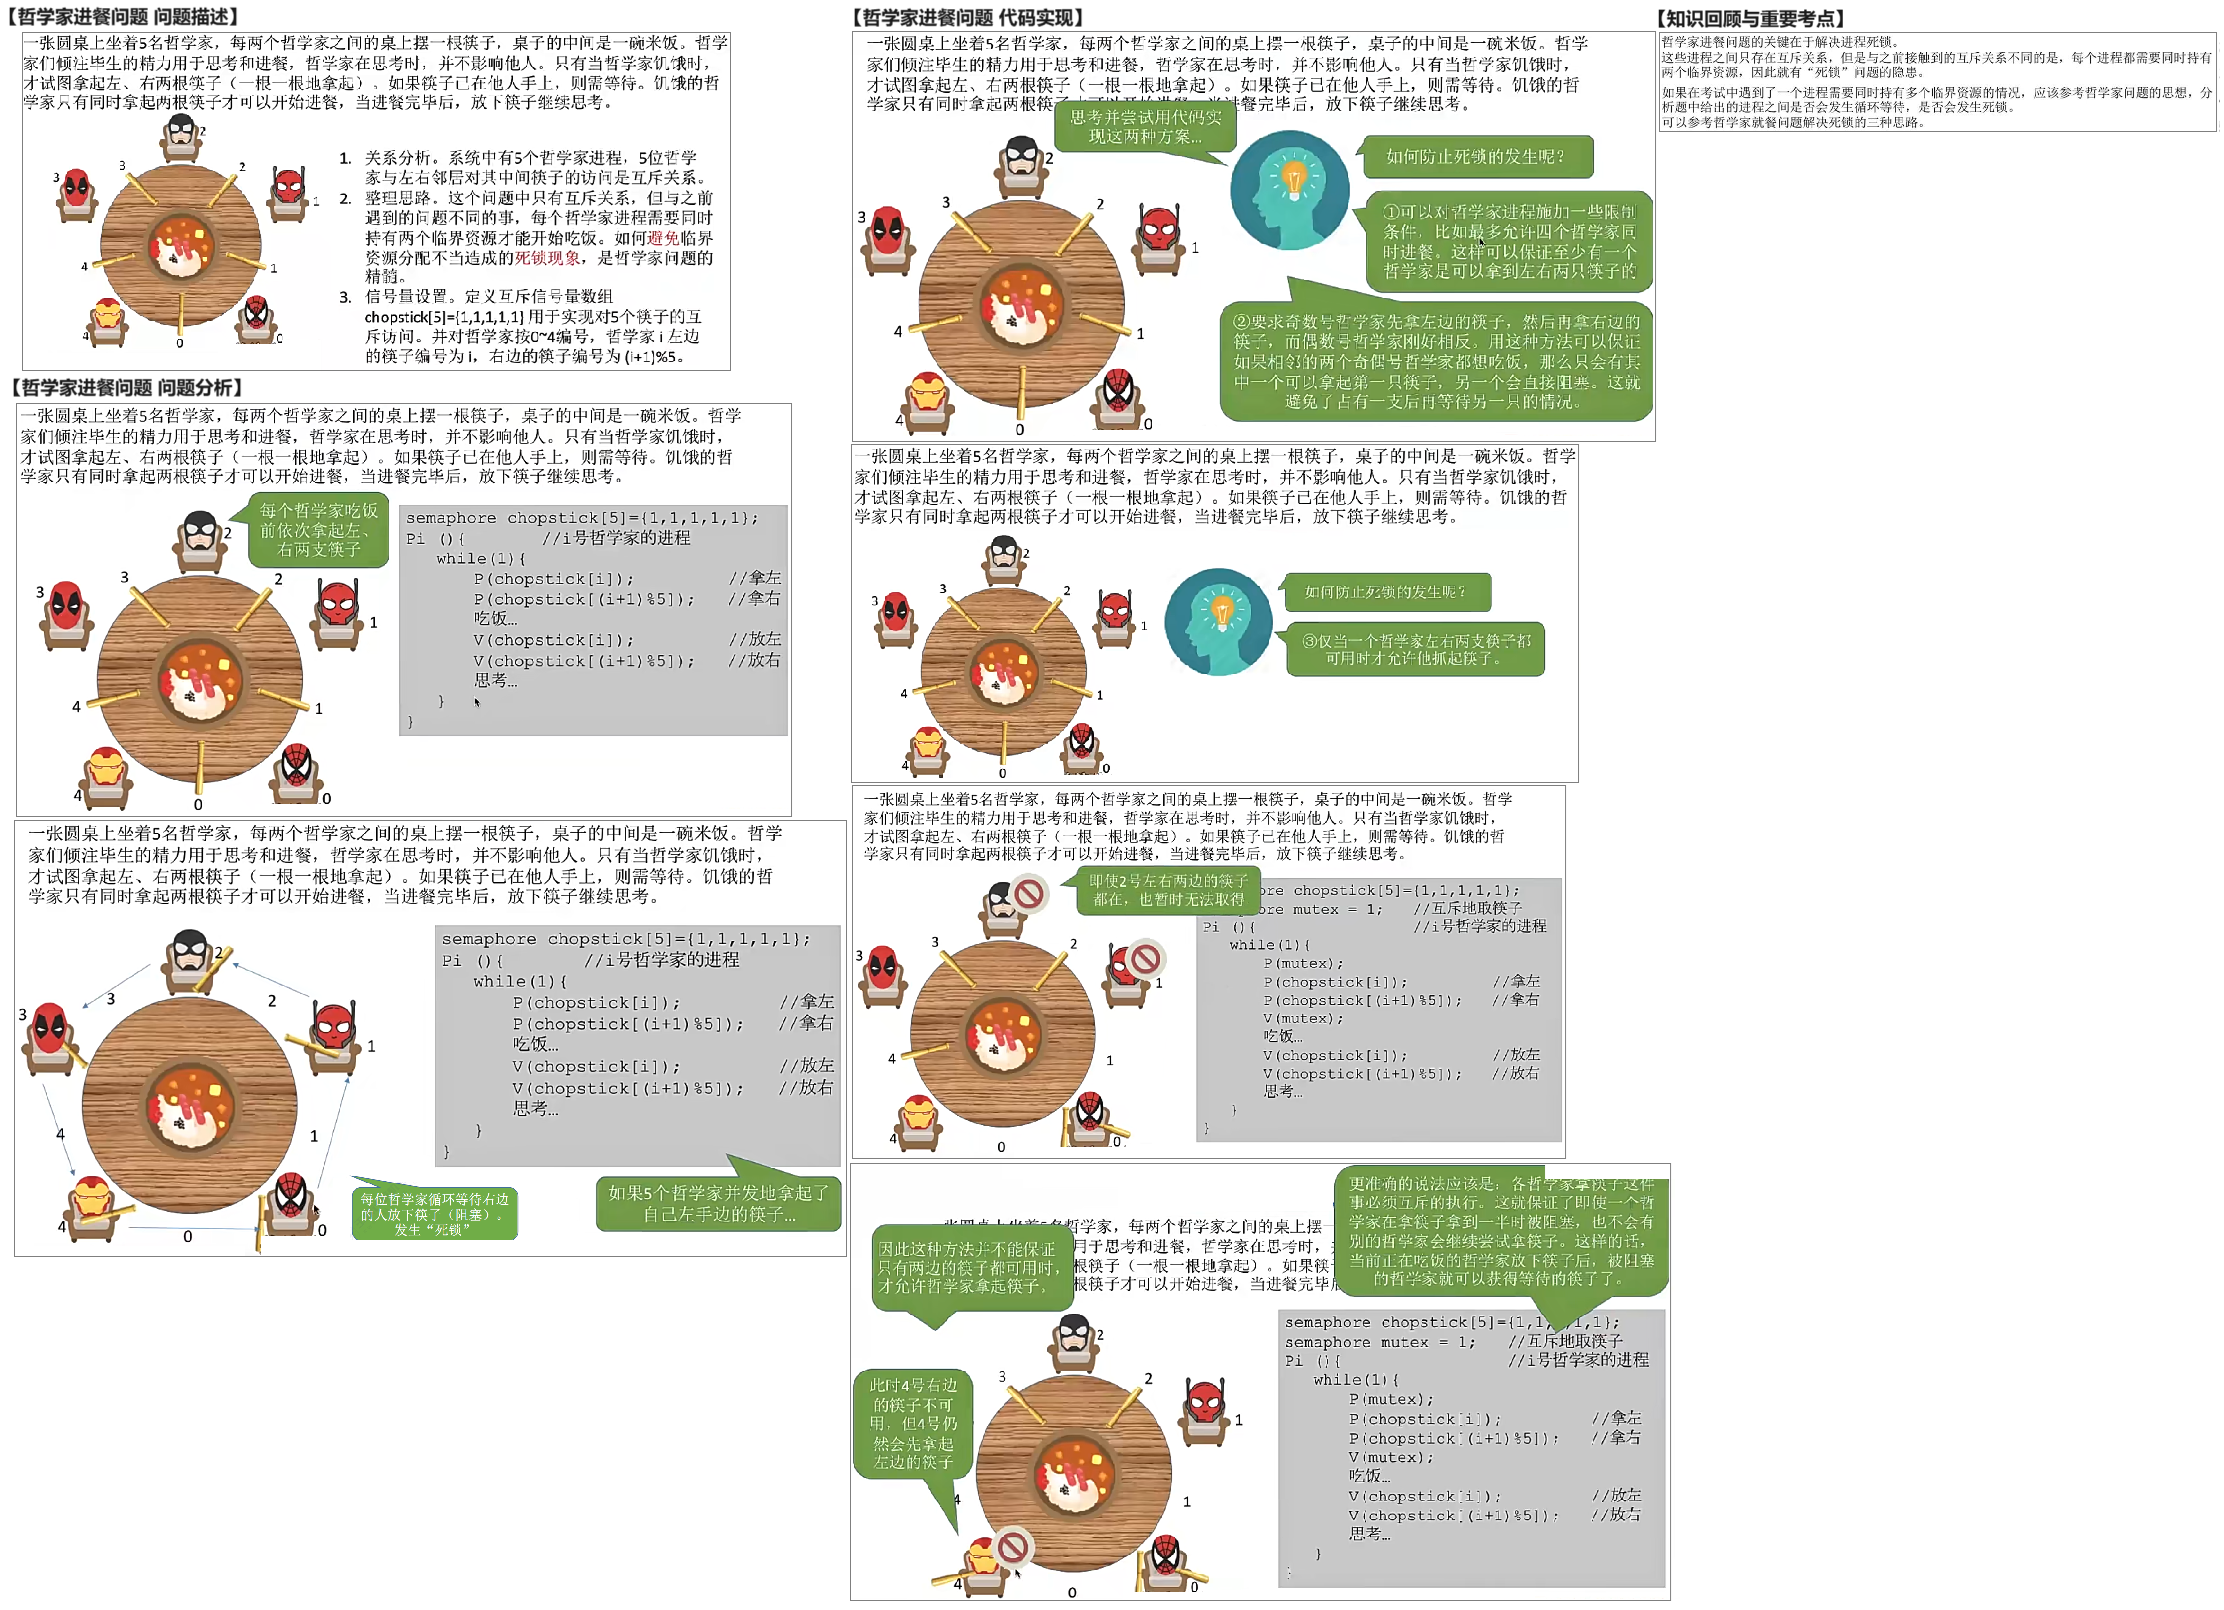 【哲学家进餐问题 问题描述】
一张圆桌上坐着5名哲学家，每两个哲学家之间的桌上摆一根筷子，桌子的中间是一碗米饭。哲学
家们倾注毕生的精力用于思考和进餐，哲学家在思考时，并不影响他人。只有当哲学家饥饿时，
才试图拿起左、右两根筷子（一根一根地拿起）。如果筷子已在他人手上，则需等待。饥饿的哲
学家只有同时拿起两根筷子才可以开始进餐，当进餐完毕后，放下筷子继续思考。
2
3
2
3
1
4
1
4
0
0
1. 关系分析。系统中有5个哲学家进程，5位哲学
家与左右邻居对其中间筷子的访问是互斥关系。
2. 整理思路。这个问题中只有互斥关系，但与之前
遇到的问题不同的事，每个哲学家进程需要同时
持有两个临界资源才能开始吃饭。如何避免临界
资源分配不当造成的死锁现象，是哲学家问题的
精髓。
3. 信号量设置。定义互斥信号量数组
chopstick[5]={1,1,1,1,1} 用于实现对5个筷子的互
斥访问。并对哲学家按0~4编号，哲学家 i 左边
的筷子编号为 i，右边的筷子编号为 (i+1)%5。
【哲学家进餐问题 问题分析】
一张圆桌上坐着5名哲学家，每两个哲学家之间的桌上摆一根筷子，桌子的中间是一碗米饭。哲学
家们倾注毕生的精力用于思考和进餐，哲学家在思考时，并不影响他人。只有当哲学家饥饿时，
才试图拿起左、右两根筷子（一根一根地拿起）。如果筷子已在他人手上，则需等待。饥饿的哲
学家只有同时拿起两根筷子才可以开始进餐，当进餐完毕后，放下筷子继续思考。
每个哲学家吃饭
前依次拿起左、
右两支筷子
2
3
2
3
1
4
1
4
0
0
semaphore chopstick[5]={1,1,1,1,1};
Pi (){ //i号哲学家的进程
while(1){
P(chopstick[i]); //拿左
P(chopstick[(i+1)%5]); //拿右
吃饭…
V(chopstick[i]); //放左
V(chopstick[(i+1)%5]); //放右
思考…
}
}
一张圆桌上坐着5名哲学家，每两个哲学家之间的桌上摆一根筷子，桌子的中间是一碗米饭。哲学
家们倾注毕生的精力用于思考和进餐，哲学家在思考时，并不影响他人。只有当哲学家饥饿时，
才试图拿起左、右两根筷子（一根一根地拿起）。如果筷子已在他人手上，则需等待。饥饿的哲
学家只有同时拿起两根筷子才可以开始进餐，当进餐完毕后，放下筷子继续思考。
2
3
2
3
1
4
1
4
0
0
semaphore chopstick[5]={1,1,1,1,1};
Pi (){ //i号哲学家的进程
while(1){
P(chopstick[i]); //拿左
P(chopstick[(i+1)%5]); //拿右
吃饭…
V(chopstick[i]); //放左
V(chopstick[(i+1)%5]); //放右
思考…
}
}
每位哲学家循环等待右边
的人放下筷子（阻塞）。
发生“死锁”
如果5个哲学家并发地拿起了
自己左手边的筷子…
【哲学家进餐问题 代码实现】
一张圆桌上坐着5名哲学家，每两个哲学家之间的桌上摆一根筷子，桌子的中间是一碗米饭。哲学
家们倾注毕生的精力用于思考和进餐，哲学家在思考时，并不影响他人。只有当哲学家饥饿时，
才试图拿起左、右两根筷子（一根一根地拿起）。如果筷子已在他人手上，则需等待。饥饿的哲
学家只有同时拿起两根筷子才可以开始进餐，当进餐完毕后，放下筷子继续思考。
思考并尝试用代码实
现这两种方案…
如何防止死锁的发生呢？
①可以对哲学家进程施加一些限制
条件，比如最多允许四个哲学家同
时进餐。这样可以保证至少有一个
哲学家是可以拿到左右两只筷子的
②要求奇数号哲学家先拿左边的筷子，然后再拿右边的
筷子，而偶数号哲学家刚好相反。用这种方法可以保证
如果相邻的两个奇偶号哲学家都想吃饭，那么只会有其
中一个可以拿起第一只筷子，另一个会直接阻塞。这就
避免了占有一支后再等待另一只的情况。
2
3
2
3
1
4
1
4
0
0
一张圆桌上坐着5名哲学家，每两个哲学家之间的桌上摆一根筷子，桌子的中间是一碗米饭。哲学
家们倾注毕生的精力用于思考和进餐，哲学家在思考时，并不影响他人。只有当哲学家饥饿时，
才试图拿起左、右两根筷子（一根一根地拿起）。如果筷子已在他人手上，则需等待。饥饿的哲
学家只有同时拿起两根筷子才可以开始进餐，当进餐完毕后，放下筷子继续思考。
2
3
2
3
1
4
1
4
0
0
如何防止死锁的发生呢？
③仅当一个哲学家左右两支筷子都
可用时才允许他抓起筷子。
一张圆桌上坐着5名哲学家，每两个哲学家之间的桌上摆一根筷子，桌子的中间是一碗米饭。哲学
家们倾注毕生的精力用于思考和进餐，哲学家在思考时，并不影响他人。只有当哲学家饥饿时，
才试图拿起左、右两根筷子（一根一根地拿起）。如果筷子已在他人手上，则需等待。饥饿的哲
学家只有同时拿起两根筷子才可以开始进餐，当进餐完毕后，放下筷子继续思考。
即使2号左右两边的筷子
都在，也暂时无法取得
3
2
3
1
4
1
4
0
0
ore chopstick[5]={1,1,1,1,1};
ore mutex = 1; //互斥地取筷子
Pi (){ //i号哲学家的进程
while(1){
P(mutex);
P(chopstick[i]); //拿左
P(chopstick[(i+1)%5]); //拿右
V(mutex);
吃饭…
V(chopstick[i]); //放左
V(chopstick[(i+1)%5]); //放右
思考…
}
}
更准确的说法应该是：各哲学家拿筷子这件
事必须互斥的执行。这就保证了即使一个哲
学家在拿筷子拿到一半时被阻塞，也不会有
别的哲学家会继续尝试拿筷子。这样的话，
当前正在吃饭的哲学家放下筷子后，被阻塞
的哲学家就可以获得等待的筷子了。
张圆桌上坐着5名哲学家，每两个哲学家之间的桌上摆一
用于思考和进餐，哲学家在思考时，
根筷子（一根一根地拿起）。如果筷
根筷子才可以开始进餐，当进餐完毕
因此这种方法并不能保证
只有两边的筷子都可用时，
才允许哲学家拿起筷子。
此时4号右边
的筷子不可
用，但4号仍
然会先拿起
左边的筷子
2
3
2
1
4
1
4
0
0
semaphore chopstick[5]={1,1,1,1,1};
semaphore mutex = 1; //互斥地取筷子
Pi (){ //i号哲学家的进程
while(1){
P(mutex);
P(chopstick[i]); //拿左
P(chopstick[(i+1)%5]); //拿右
V(mutex);
吃饭…
V(chopstick[i]); //放左
V(chopstick[(i+1)%5]); //放右
思考…
}
}
【知识回顾与重要考点】
哲学家进餐问题的关键在于解决进程死锁。
这些进程之间只存在互斥关系，但是与之前接触到的互斥关系不同的是，每个进程都需要同时持有
两个临界资源，因此就有“死锁”问题的隐患。
如果在考试中遇到了一个进程需要同时持有多个临界资源的情况，应该参考哲学家问题的思想，分
析题中给出的进程之间是否会发生循环等待，是否会发生死锁。
可以参考哲学家就餐问题解决死锁的三种思路。